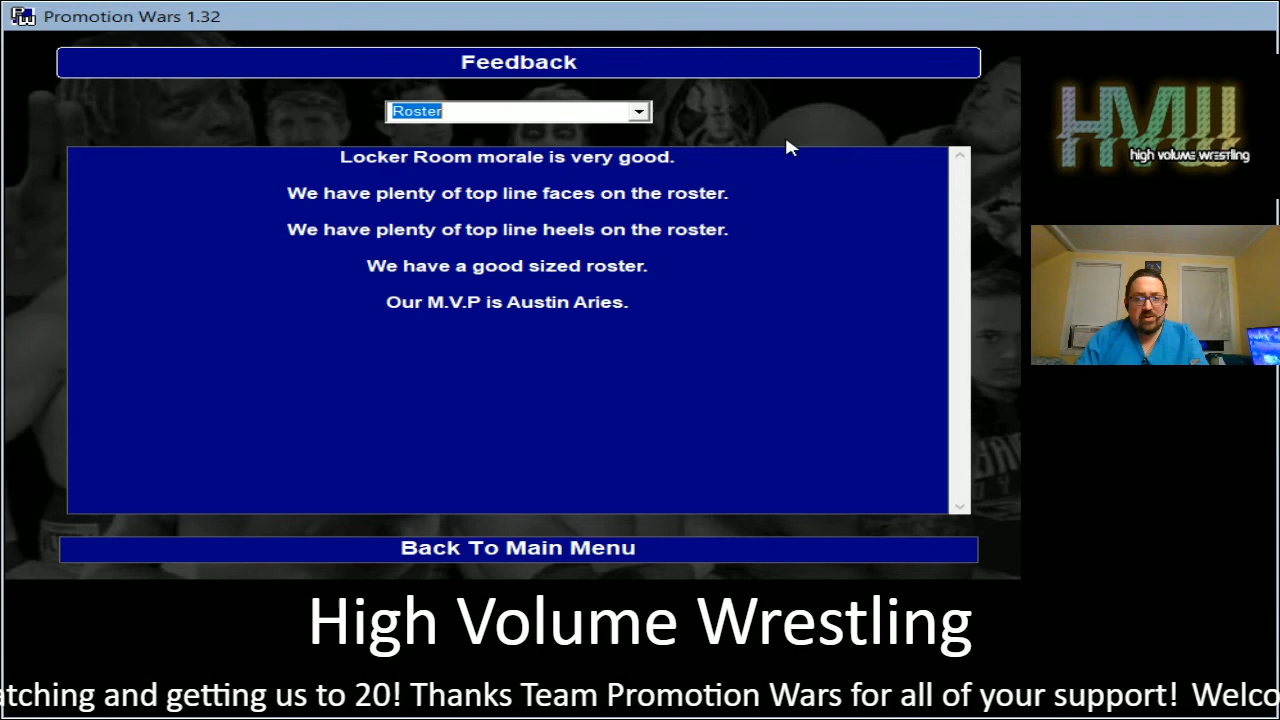 Promotion Wars 1.32
Feedback
Roster
Locker Room morale is very good.
We have plenty of top line faces on the roster.
We have plenty of top line heels on the roster.
We have a good sized roster.
Our M.V.P is Austin Aries.
Back To Main Menu
HVW
high volume wrestling
High Volume Wrestling
atching and getting us to 20! Thanks Team Promotion Wars for all of your support! Welco